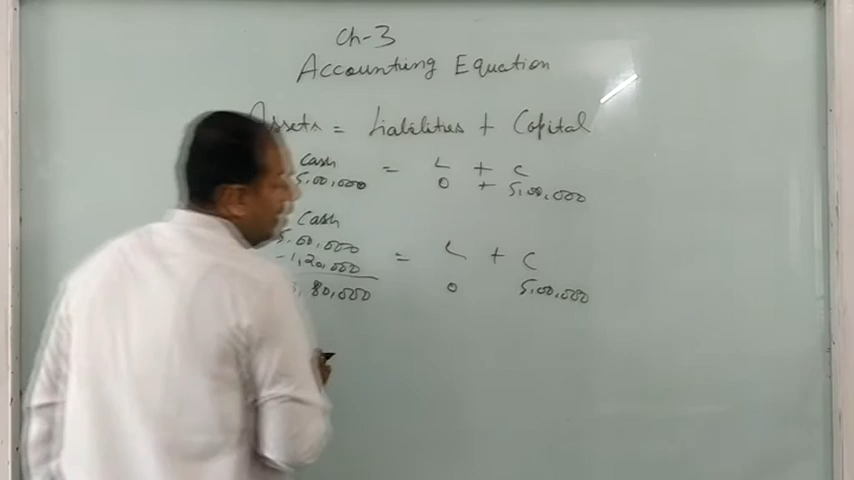 Ch-3
Accounting Equation
Assets = Liabilities + Capital
Cash = L + C
5,00,000 0 + 5,00,000
Cash
5,00,000 = L + C
-1,20,000
, 80,000 0 5,00,000